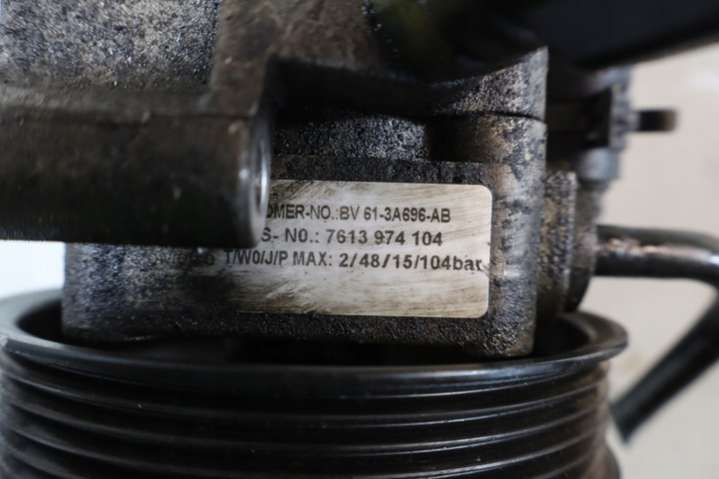 OMER-NO.:BV 61-3A696-AB
S- N0.: 7613 974 104
T/W0/J/P MAX: 2/48/15/104bar